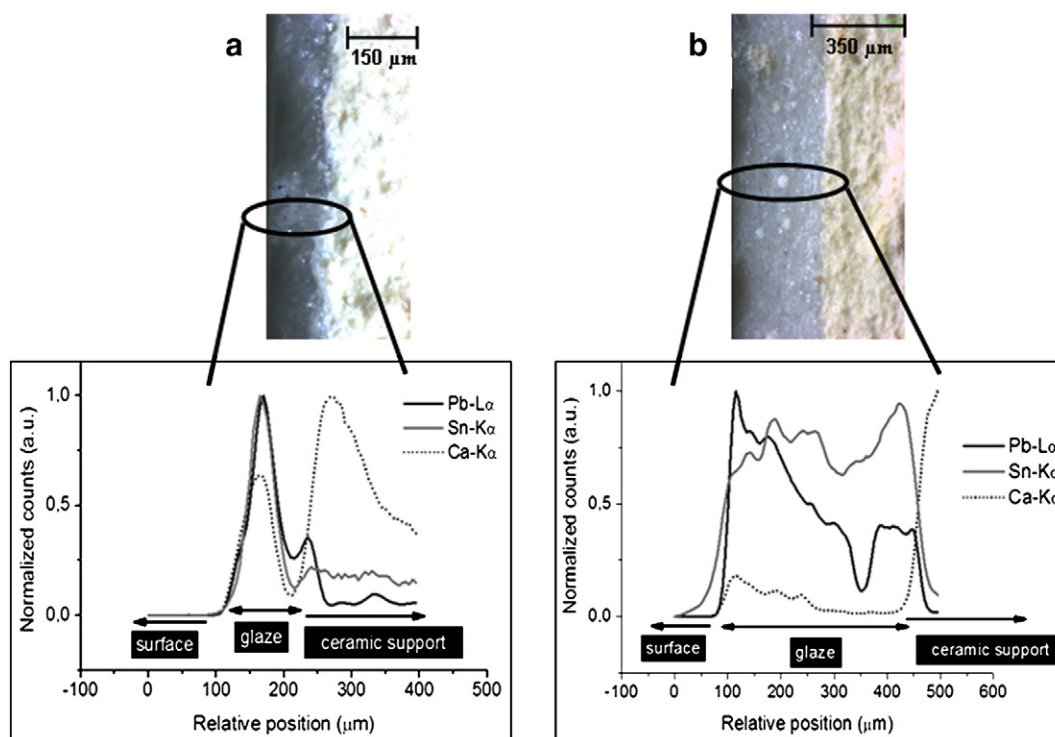 a
150 µm
b
350 µm
Normalized counts (a.u.)
1.0
0.5
0.0
Pb-Lα
Sn-Kα
Ca-Kα
surface
glaze
ceramic support
-100 0 100 200 300 400 500
Relative position (µm)
Normalized counts (a.u.)
1.0
0.5
0.0
Pb-Lα
Sn-Kα
Ca-Kα
surface
glaze
ceramic support
-100 0 100 200 300 400 500 600
Relative position (µm)